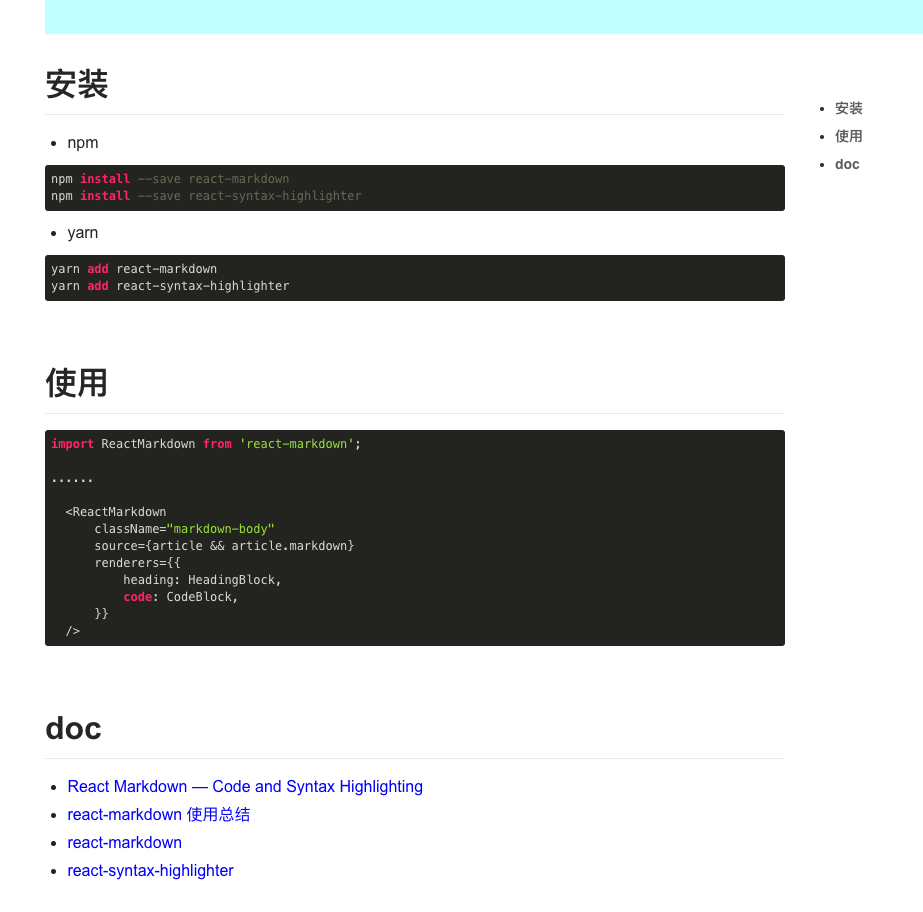 安装
npm
npm install --save react-markdown
npm install --save react-syntax-highlighter
yarn
yarn add react-markdown
yarn add react-syntax-highlighter
使用
import ReactMarkdown from 'react-markdown';
......
<ReactMarkdown
className="markdown-body"
source={article && article.markdown}
renderers={{
heading: HeadingBlock,
code: CodeBlock,
}}
/>
doc
React Markdown — Code and Syntax Highlighting
react-markdown 使用总结
react-markdown
react-syntax-highlighter
安装
使用
doc